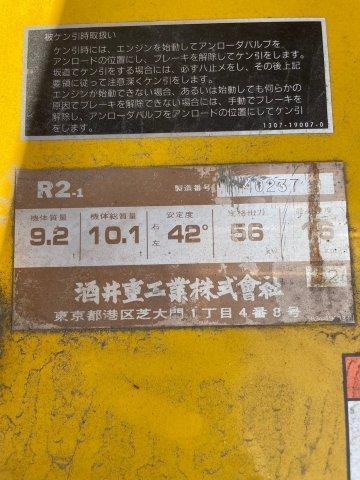 被ケン引時取扱い
ケン引時には、エンジンを始動してアンローダバルブを
アンロードの位置にし、ブレーキを解除してケン引をします。
坂道でケン引をする場合には、必ずハ止メをし、その後上記
要領に従って注意深くケン引をします。
エンジンが始動できない場合、あるいは始動しても何らかの
原因でブレーキを解除できない場合には、手動でブレーキを
解除し、アンローダバルブをアンロードの位置にしてケン引
をします。
1307-19007-0
R2-1
製造番号
機体質量 機体総質量 安定度 定格出力
9.2 10.1 右左 42° 56
酒井重工業株式會社
東京都港区芝大門1丁目4番8号